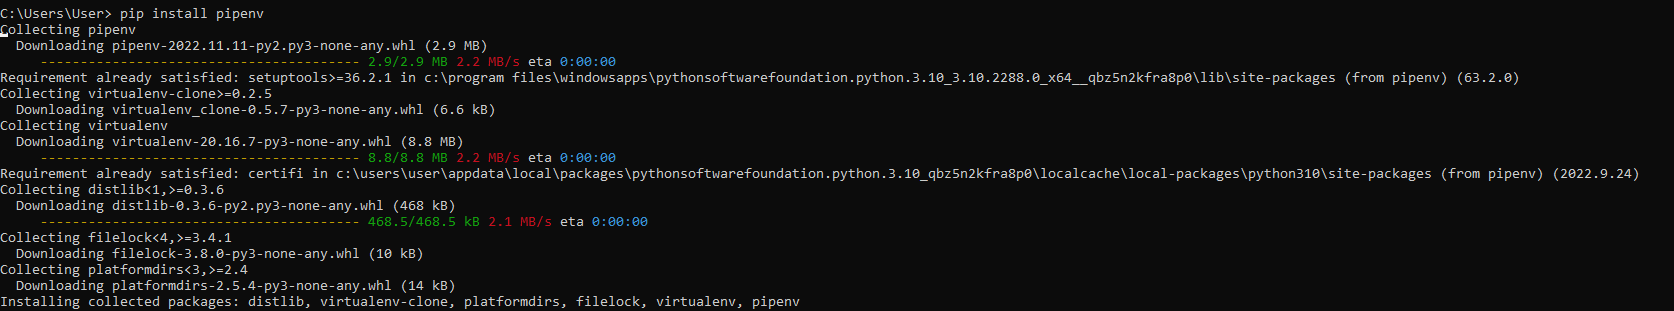 C:\Users\User> pip install pipenv
Collecting pipenv
  Downloading pipenv-2022.11.11-py2.py3-none-any.whl (2.9 MB)
     ---------------------------------------- 2.9/2.9 MB 2.2 MB/s eta 0:00:00
Requirement already satisfied: setuptools>=36.2.1 in c:\program files\windowsapps\pythonsoftwarefoundation.python.3.10_3.10.2288.0_x64__qbz5n2kfra8p0\lib\site-packages (from pipenv) (63.2.0)
Collecting virtualenv-clone>=0.2.5
  Downloading virtualenv_clone-0.5.7-py3-none-any.whl (6.6 kB)
Collecting virtualenv
  Downloading virtualenv-20.16.7-py3-none-any.whl (8.8 MB)
     ---------------------------------------- 8.8/8.8 MB 2.2 MB/s eta 0:00:00
Requirement already satisfied: certifi in c:\users\user\appdata\local\packages\pythonsoftwarefoundation.python.3.10_qbz5n2kfra8p0\localcache\local-packages\python310\site-packages (from pipenv) (2022.9.24)
Collecting distlib<1,>=0.3.6
  Downloading distlib-0.3.6-py2.py3-none-any.whl (468 kB)
     ---------------------------------------- 468.5/468.5 kB 2.1 MB/s eta 0:00:00
Collecting filelock<4,>=3.4.1
  Downloading filelock-3.8.0-py3-none-any.whl (10 kB)
Collecting platformdirs<3,>=2.4
  Downloading platformdirs-2.5.4-py3-none-any.whl (14 kB)
Installing collected packages: distlib, virtualenv-clone, platformdirs, filelock, virtualenv, pipenv